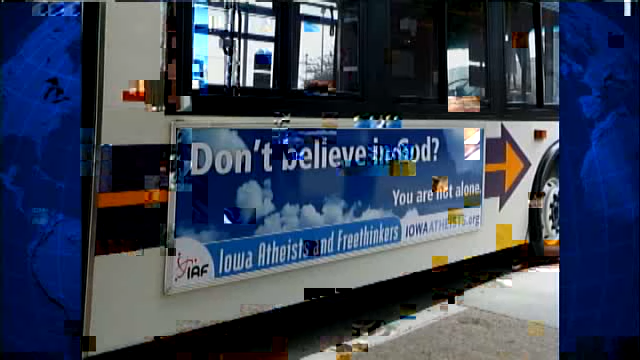 Don't believe in God?
You are not alone.
Iowa Atheists and Freethinkers
IOWAATHEISTS.org
IAF